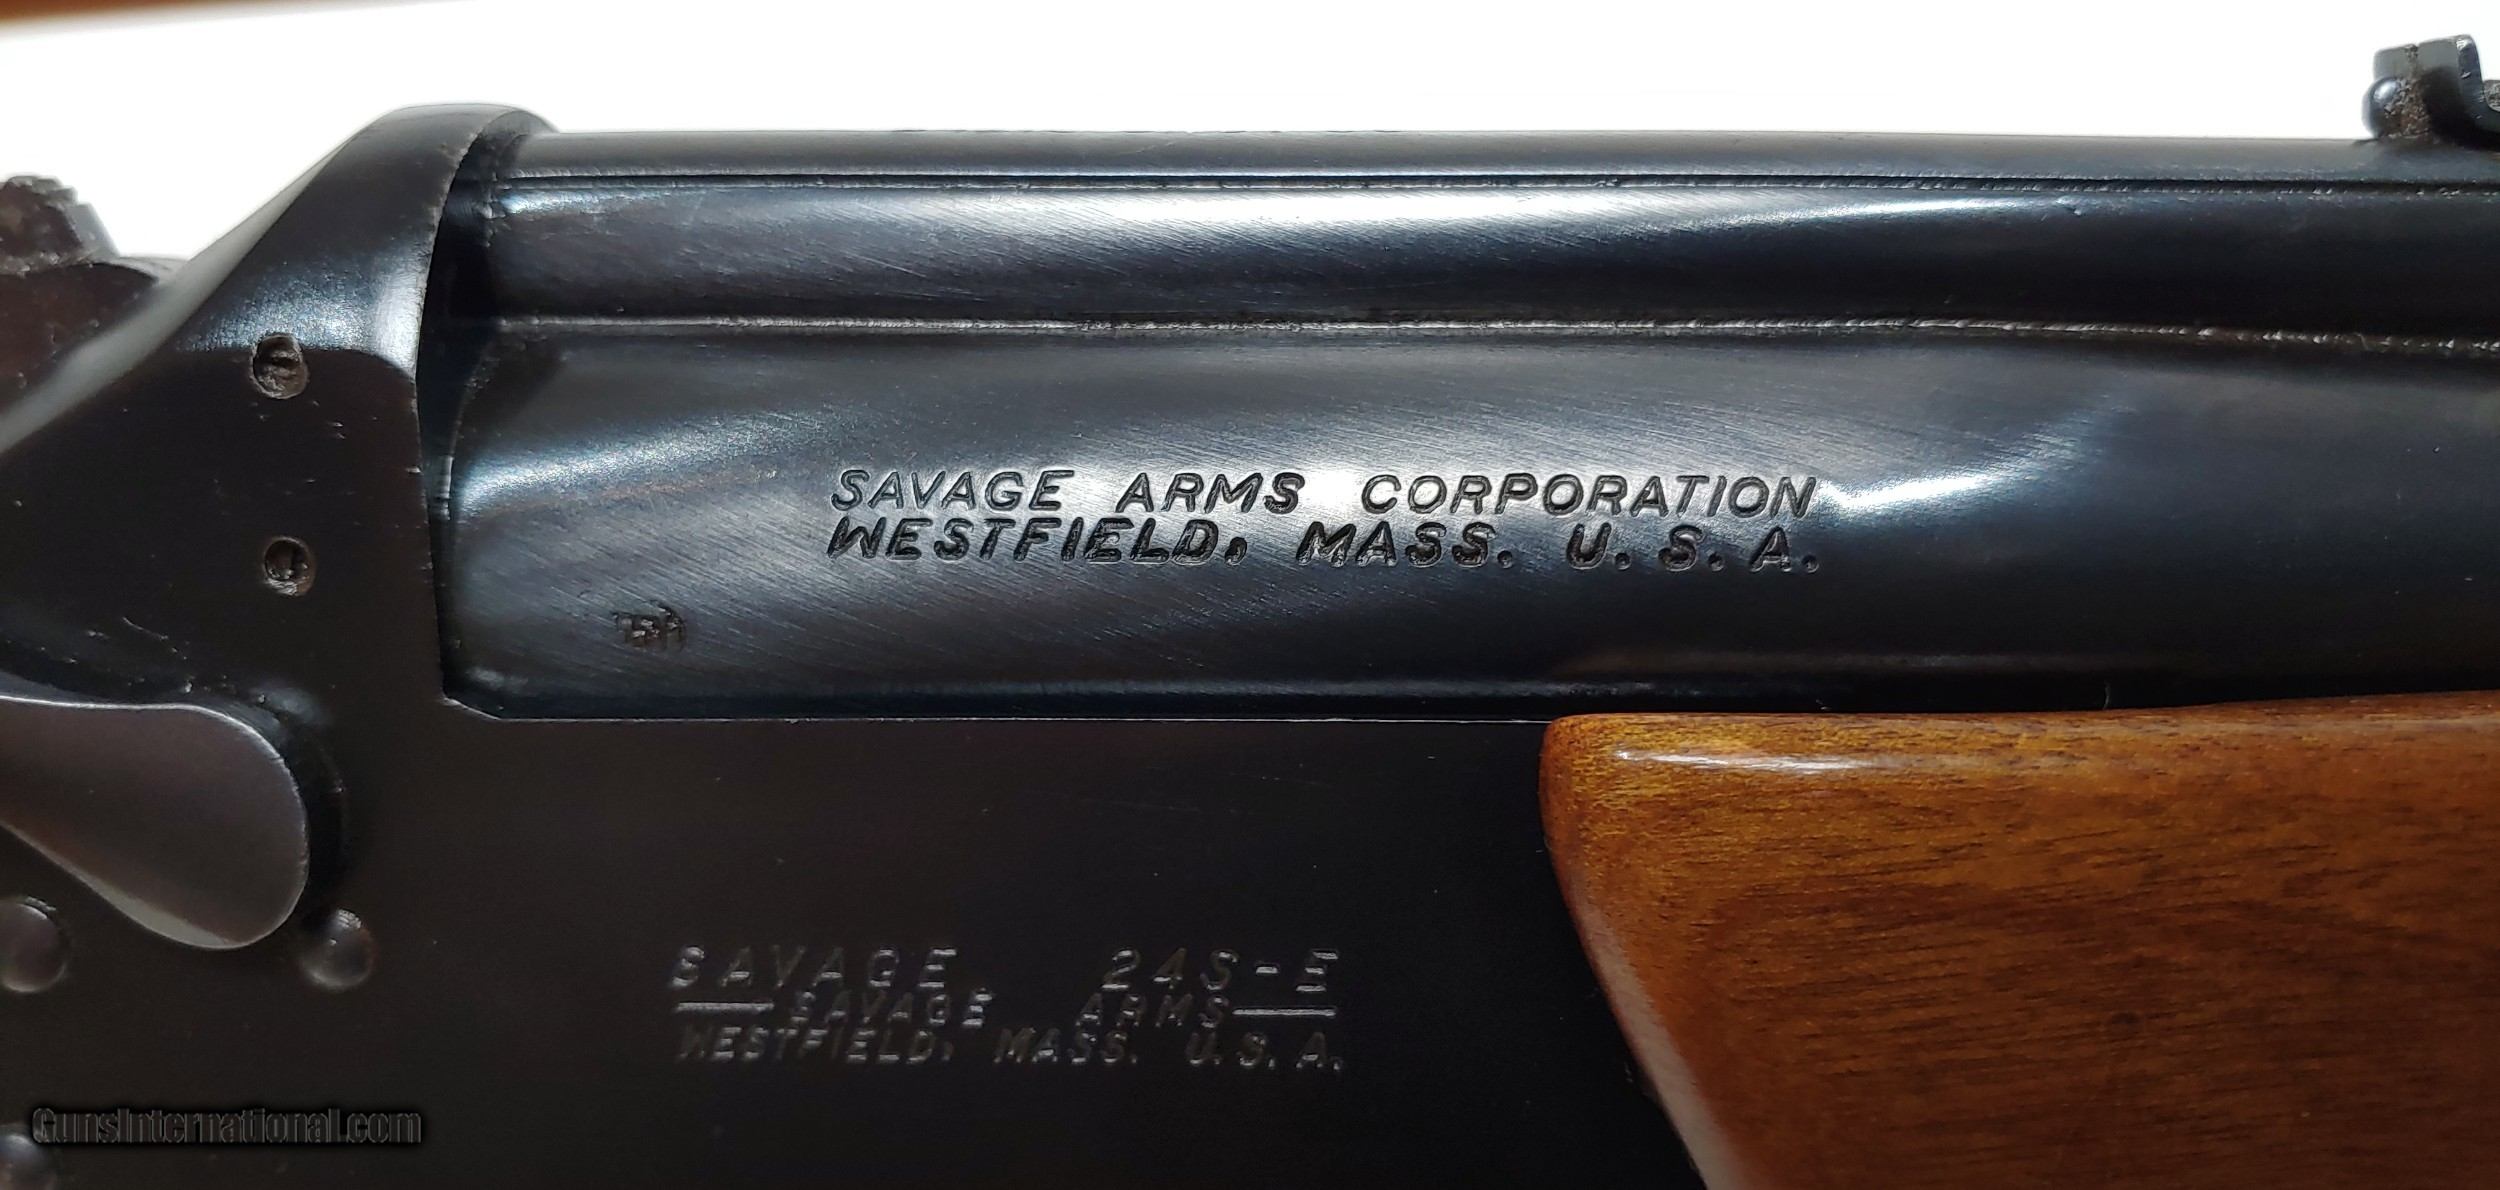 SAVAGE ARMS CORPORATION
WESTFIELD, MASS. U.S.A.
SAVAGE 24S-E
SAVAGE ARMS
WESTFIELD, MASS. U.S.A.
GunsInternational.com